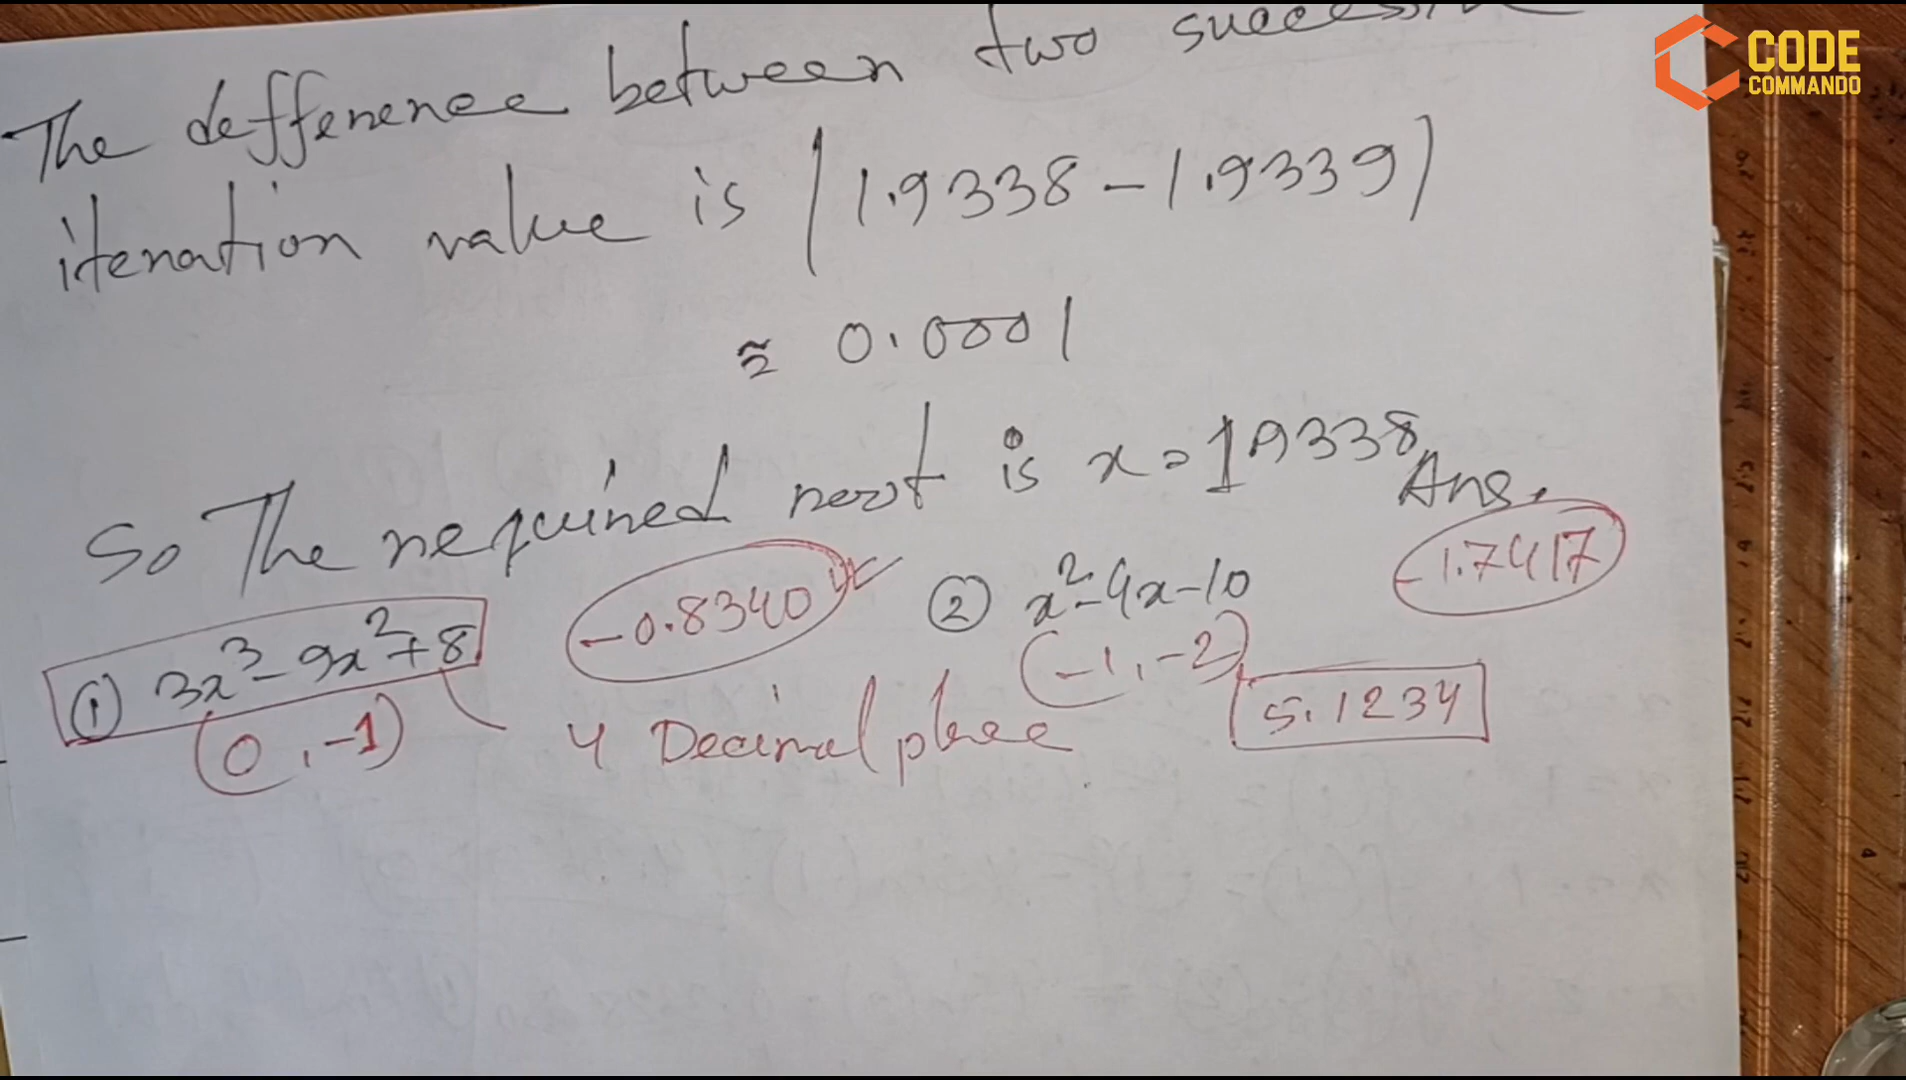 CODE
COMMANDO
The defference between two successi
iteration value is |1.9338-1.9339|
≈ 0.0001
So The required root is x=1.9338 Ans.
① 3x³-9x²+8 -0.8340 ② x²-4x-10 -1.7417
(0,-1) 4 Decimal place (-1,-2) 5.1234